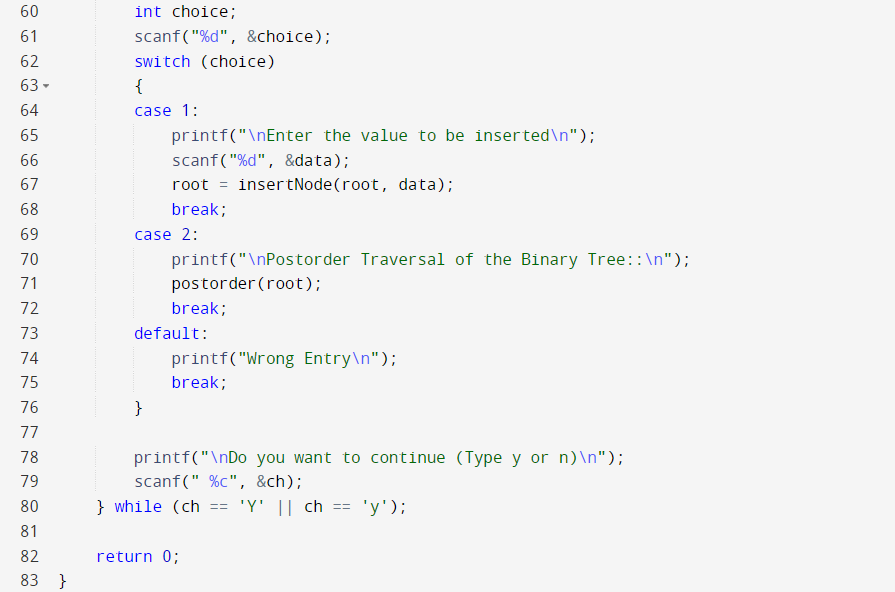 60 int choice;
61 scanf("%d", &choice);
62 switch (choice)
63 {
64 case 1:
65 printf("\nEnter the value to be inserted\n");
66 scanf("%d", &data);
67 root = insertNode(root, data);
68 break;
69 case 2:
70 printf("\nPostorder Traversal of the Binary Tree::\n");
71 postorder(root);
72 break;
73 default:
74 printf("Wrong Entry\n");
75 break;
76 }
77
78 printf("\nDo you want to continue (Type y or n)\n");
79 scanf(" %c", &ch);
80 } while (ch == 'Y' || ch == 'y');
81
82 return 0;
83 }